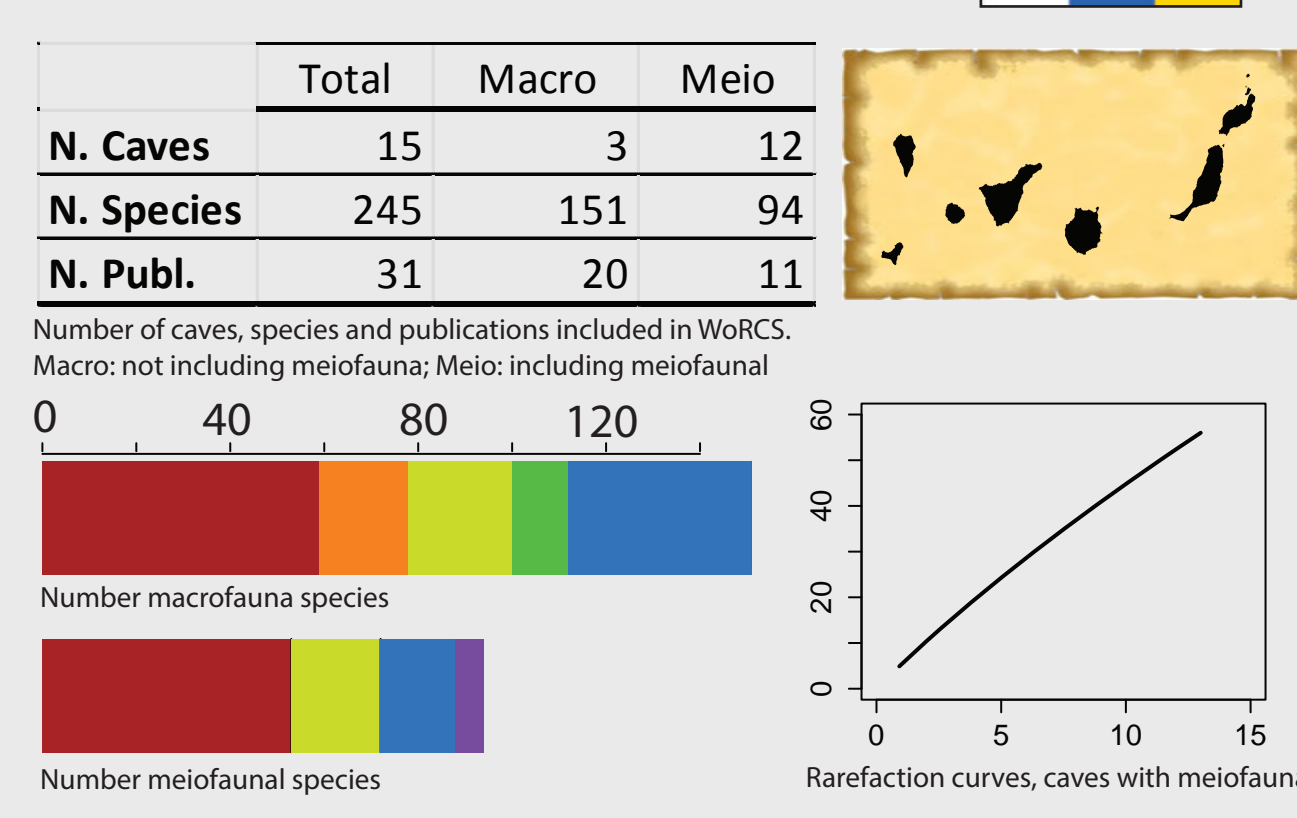 Total Macro Meio
N. Caves 15 3 12
N. Species 245 151 94
N. Publ. 31 20 11
Number of caves, species and publications included in WoRCS.
Macro: not including meiofauna; Meio: including meiofaunal
0 40 80 120
Number macrofauna species
Number meiofaunal species
60
40
20
0
0 5 10 15
Rarefaction curves, caves with meiofauna